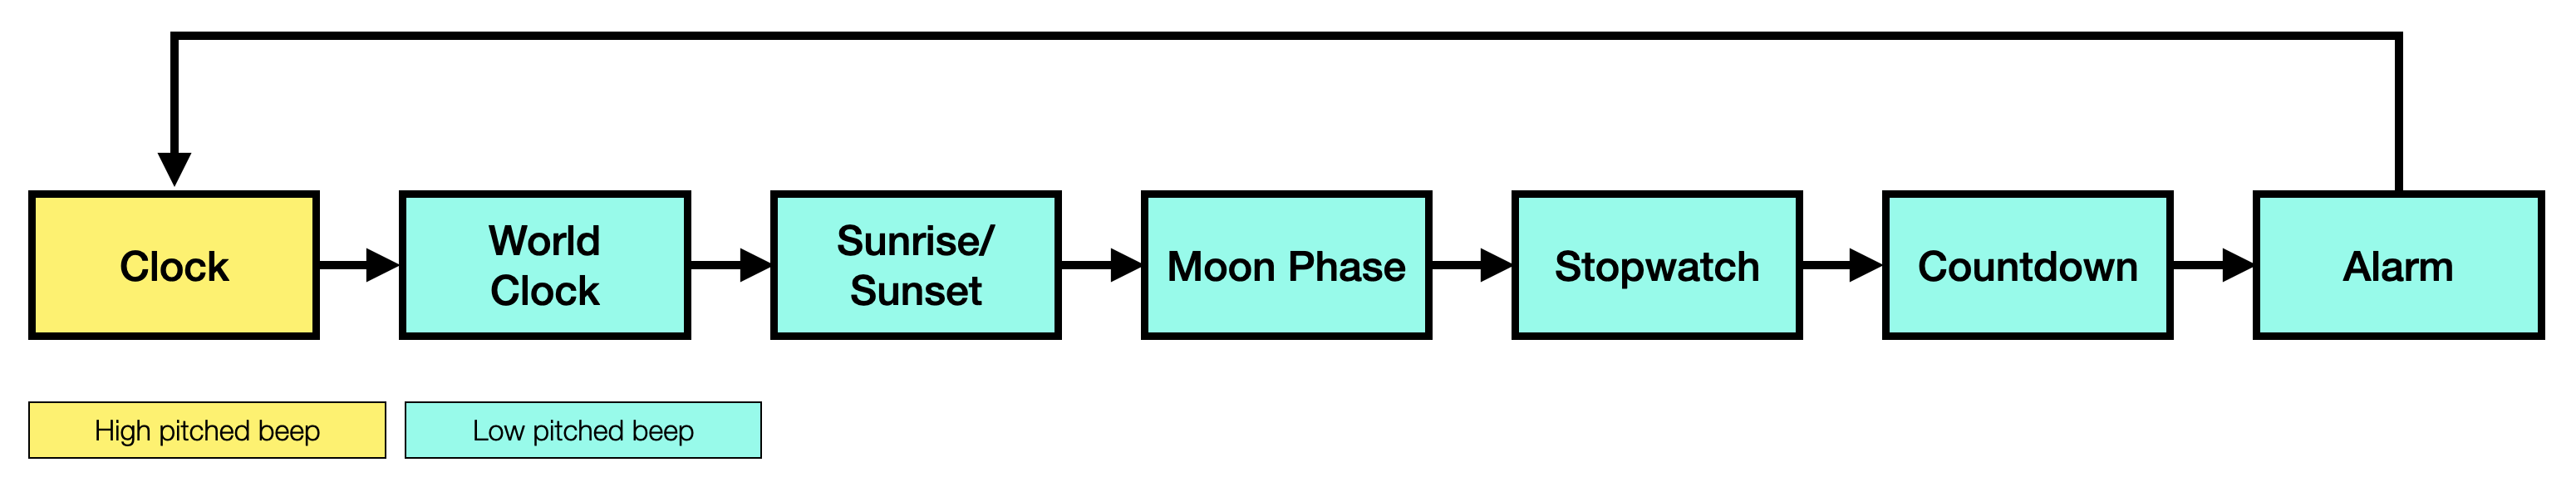 Clock
World
Clock
Sunrise/
Sunset
Moon Phase
Stopwatch
Countdown
Alarm
High pitched beep
Low pitched beep